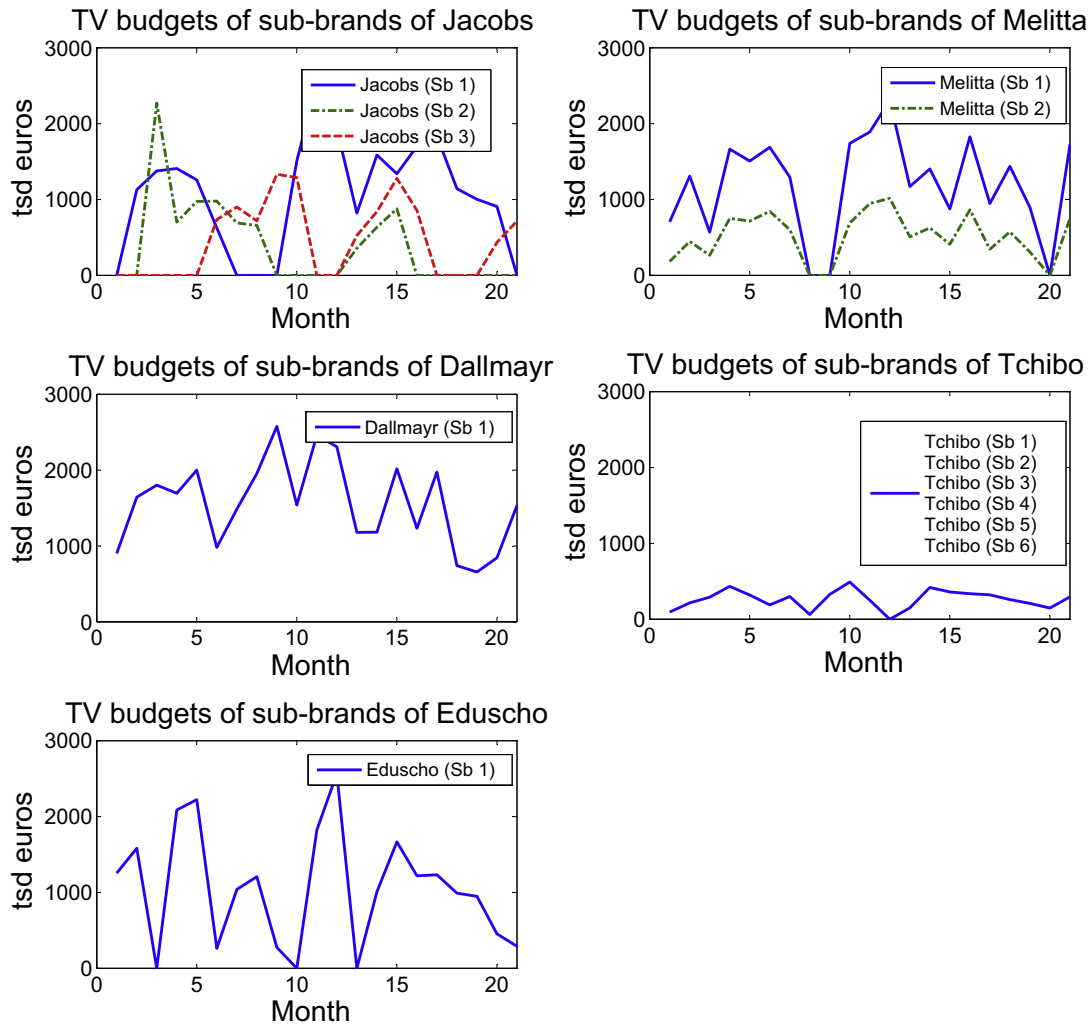 TV budgets of sub-brands of Jacobs
3000
2000
1000
0
tsd euros
Jacobs (Sb 1)
Jacobs (Sb 2)
Jacobs (Sb 3)
0 5 10 15 20
Month
TV budgets of sub-brands of Melitta
3000
2000
1000
0
tsd euros
Melitta (Sb 1)
Melitta (Sb 2)
0 5 10 15 20
Month
TV budgets of sub-brands of Dallmayr
3000
2000
1000
0
tsd euros
Dallmayr (Sb 1)
0 5 10 15 20
Month
TV budgets of sub-brands of Tchibo
3000
2000
1000
0
tsd euros
Tchibo (Sb 1)
Tchibo (Sb 2)
Tchibo (Sb 3)
Tchibo (Sb 4)
Tchibo (Sb 5)
Tchibo (Sb 6)
0 5 10 15 20
Month
TV budgets of sub-brands of Eduscho
3000
2000
1000
0
tsd euros
Eduscho (Sb 1)
0 5 10 15 20
Month